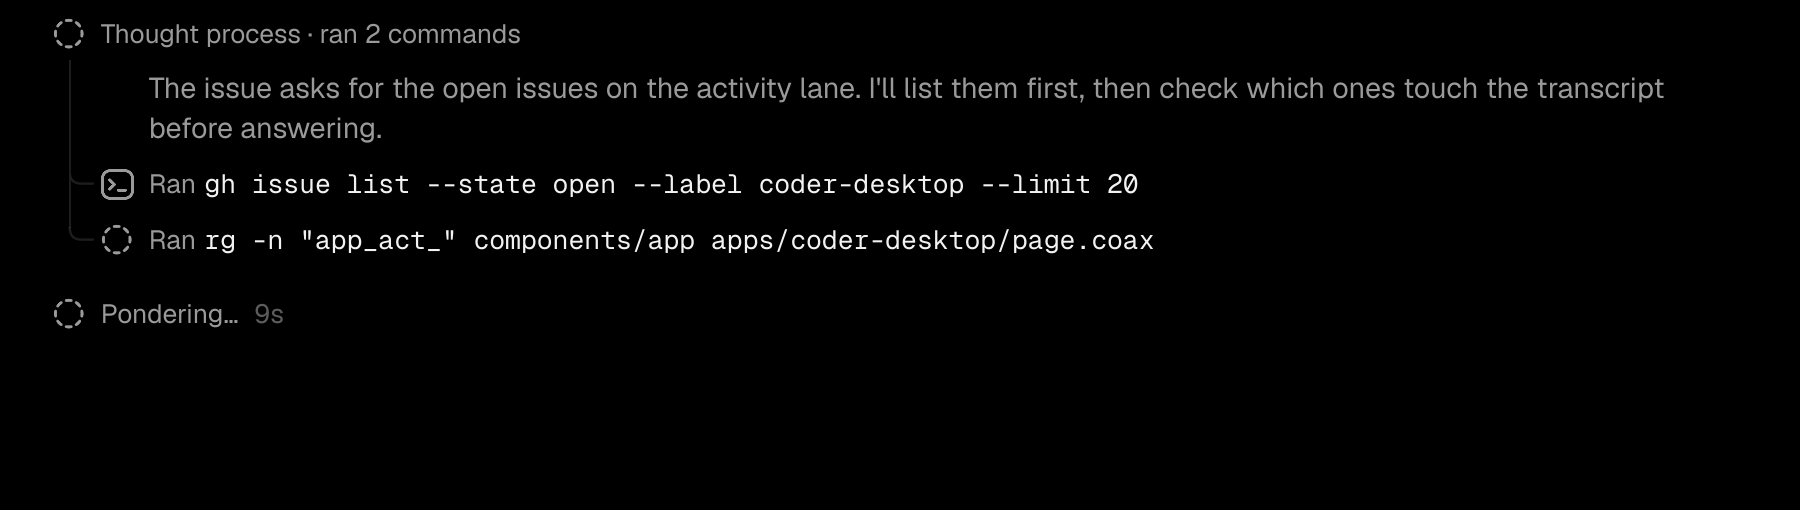 Thought process · ran 2 commands
The issue asks for the open issues on the activity lane. I'll list them first, then check which ones touch the transcript
before answering.
Ran gh issue list --state open --label coder-desktop --limit 20
Ran rg -n "app_act_" components/app apps/coder-desktop/page.coax
Pondering… 9s